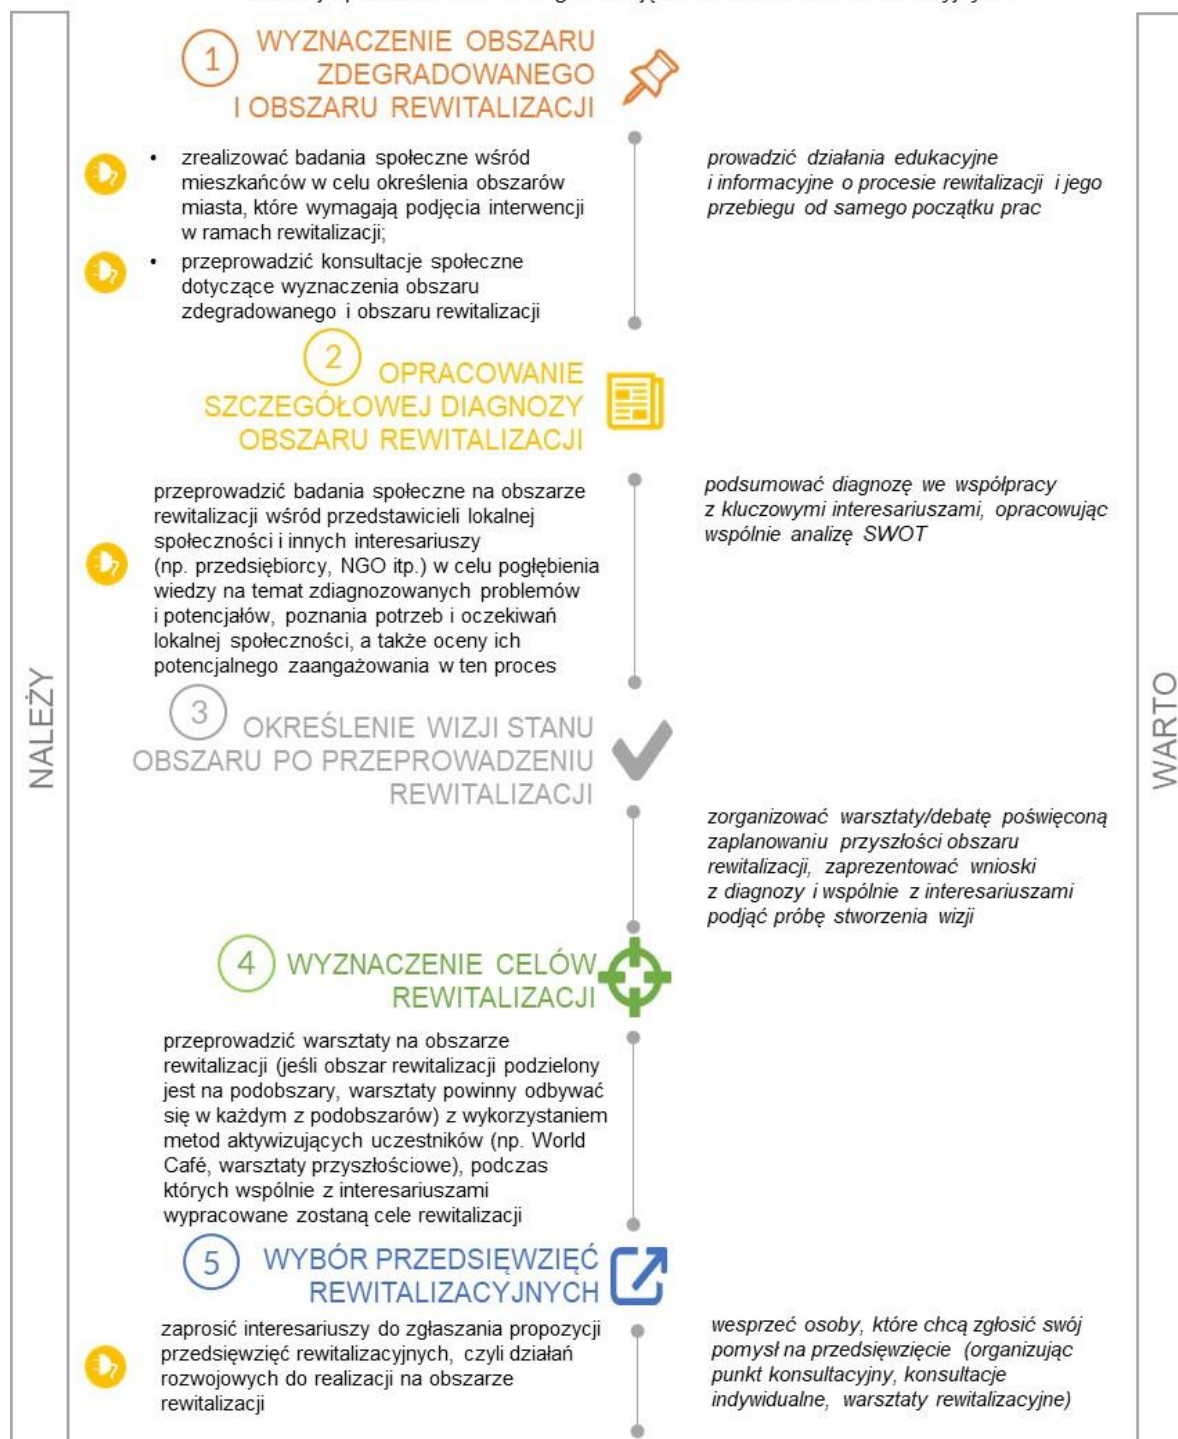 1
WYZNACZENIE OBSZARU
ZDEGRADOWANEGO
I OBSZARU REWITALIZACJI
• zrealizować badania społeczne wśród
mieszkańców w celu określenia obszarów
miasta, które wymagają podjęcia interwencji
w ramach rewitalizacji;
• przeprowadzić konsultacje społeczne
dotyczące wyznaczenia obszaru
zdegradowanego i obszaru rewitalizacji
prowadzić działania edukacyjne
i informacyjne o procesie rewitalizacji i jego
przebiegu od samego początku prac
2
OPRACOWANIE
SZCZEGÓŁOWEJ DIAGNOZY
OBSZARU REWITALIZACJI
przeprowadzić badania społeczne na obszarze
rewitalizacji wśród przedstawicieli lokalnej
społeczności i innych interesariuszy
(np. przedsiębiorcy, NGO itp.) w celu pogłębienia
wiedzy na temat zdiagnozowanych problemów
i potencjałów, poznania potrzeb i oczekiwań
lokalnej społeczności, a także oceny ich
potencjalnego zaangażowania w ten proces
podsumować diagnozę we współpracy
z kluczowymi interesariuszami, opracowując
wspólnie analizę SWOT
NALEŻY
WARTO
3
OKREŚLENIE WIZJI STANU
OBSZARU PO PRZEPROWADZENIU
REWITALIZACJI
zorganizować warsztaty/debatę poświęconą
zaplanowaniu przyszłości obszaru
rewitalizacji, zaprezentować wnioski
z diagnozy i wspólnie z interesariuszami
podjąć próbę stworzenia wizji
4
WYZNACZENIE CELÓW
REWITALIZACJI
przeprowadzić warsztaty na obszarze
rewitalizacji (jeśli obszar rewitalizacji podzielony
jest na podobszary, warsztaty powinny odbywać
się w każdym z podobszarów) z wykorzystaniem
metod aktywizujących uczestników (np. World
Café, warsztaty przyszłościowe), podczas
których wspólnie z interesariuszami
wypracowane zostaną cele rewitalizacji
5
WYBÓR PRZEDSIĘWZIĘĆ
REWITALIZACYJNYCH
zaprosić interesariuszy do zgłaszania propozycji
przedsięwzięć rewitalizacyjnych, czyli działań
rozwojowych do realizacji na obszarze
rewitalizacji
wesprzeć osoby, które chcą zgłosić swój
pomysł na przedsięwzięcie (organizując
punkt konsultacyjny, konsultacje
indywidualne, warsztaty rewitalizacyjne)